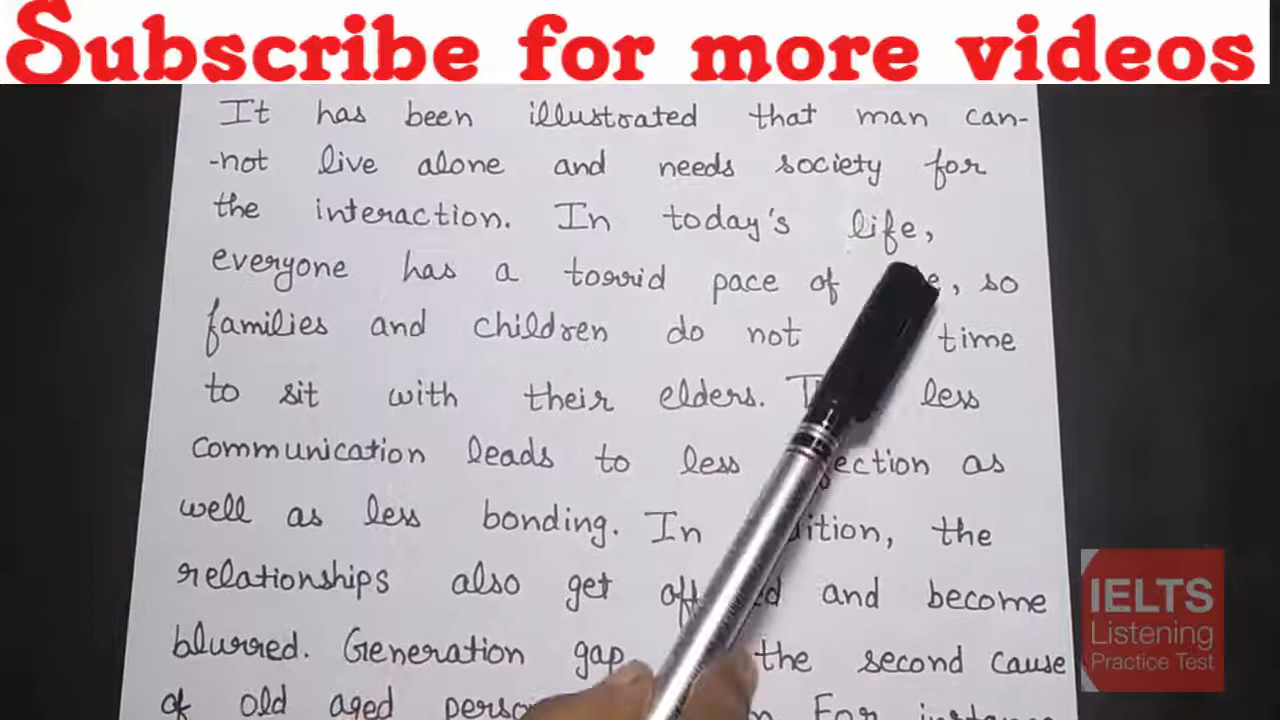 Subscribe for more videos
It has been illustrated that man can-
-not live alone and needs society for
the interaction. In today's life,
everyone has a torrid pace of , so
families and children do not time
to sit with their elders. less
communication leads to less as
well as less bonding. In , the
relationships also get and become
blurred. Generation gap the second cause
of old aged For
IELTS
Listening
Practice Test